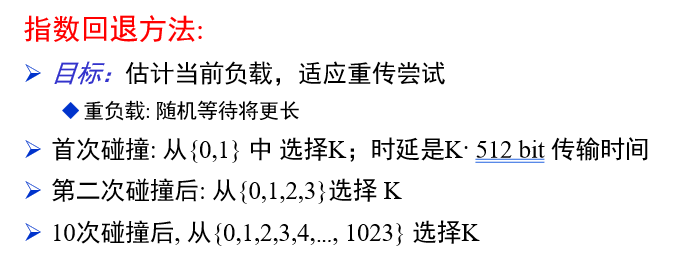 指数回退方法:
目标：估计当前负载，适应重传尝试
重负载: 随机等待将更长
首次碰撞: 从{0,1} 中 选择K；时延是K· 512 bit 传输时间
第二次碰撞后: 从{0,1,2,3}选择 K
10次碰撞后, 从{0,1,2,3,4,..., 1023} 选择K